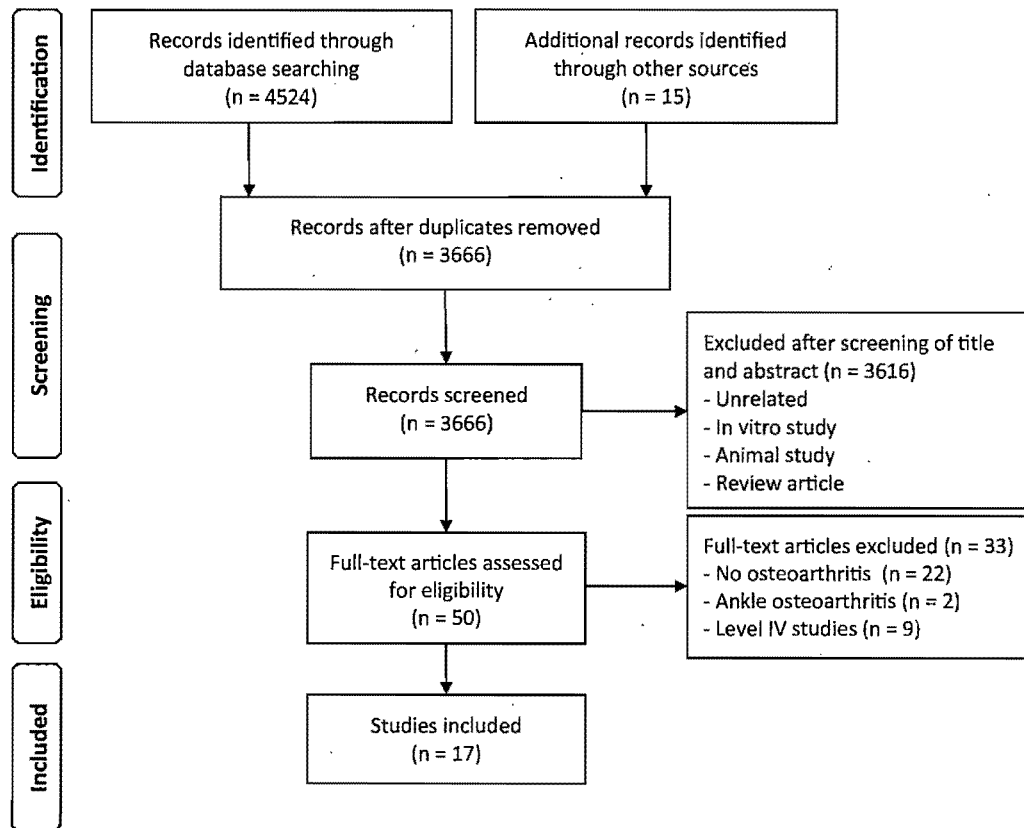 Identification
Records identified through
database searching
(n = 4524)
Additional records identified
through other sources
(n = 15)
Records after duplicates removed
(n = 3666)
Screening
Records screened
(n = 3666)
Excluded after screening of title
and abstract (n = 3616)
- Unrelated
- In vitro study
- Animal study
- Review article
Eligibility
Full-text articles assessed
for eligibility
(n = 50)
Full-text articles excluded (n = 33)
- No osteoarthritis (n = 22)
- Ankle osteoarthritis (n = 2)
- Level IV studies (n = 9)
Included
Studies included
(n = 17)